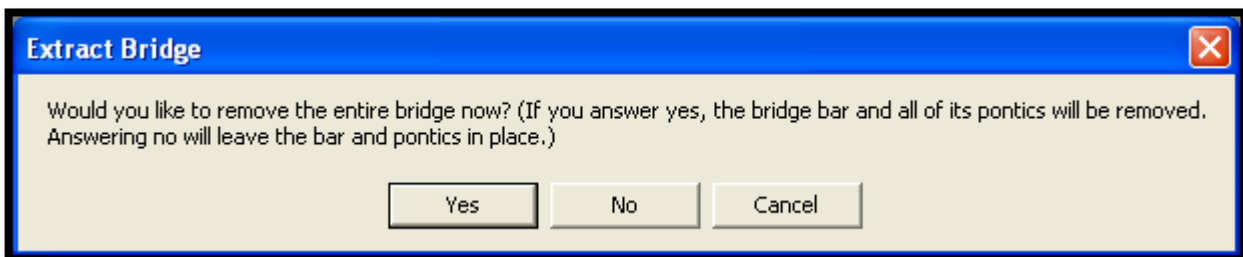 Extract Bridge
Would you like to remove the entire bridge now? (If you answer yes, the bridge bar and all of its pontics will be removed.
Answering no will leave the bar and pontics in place.)
Yes No Cancel